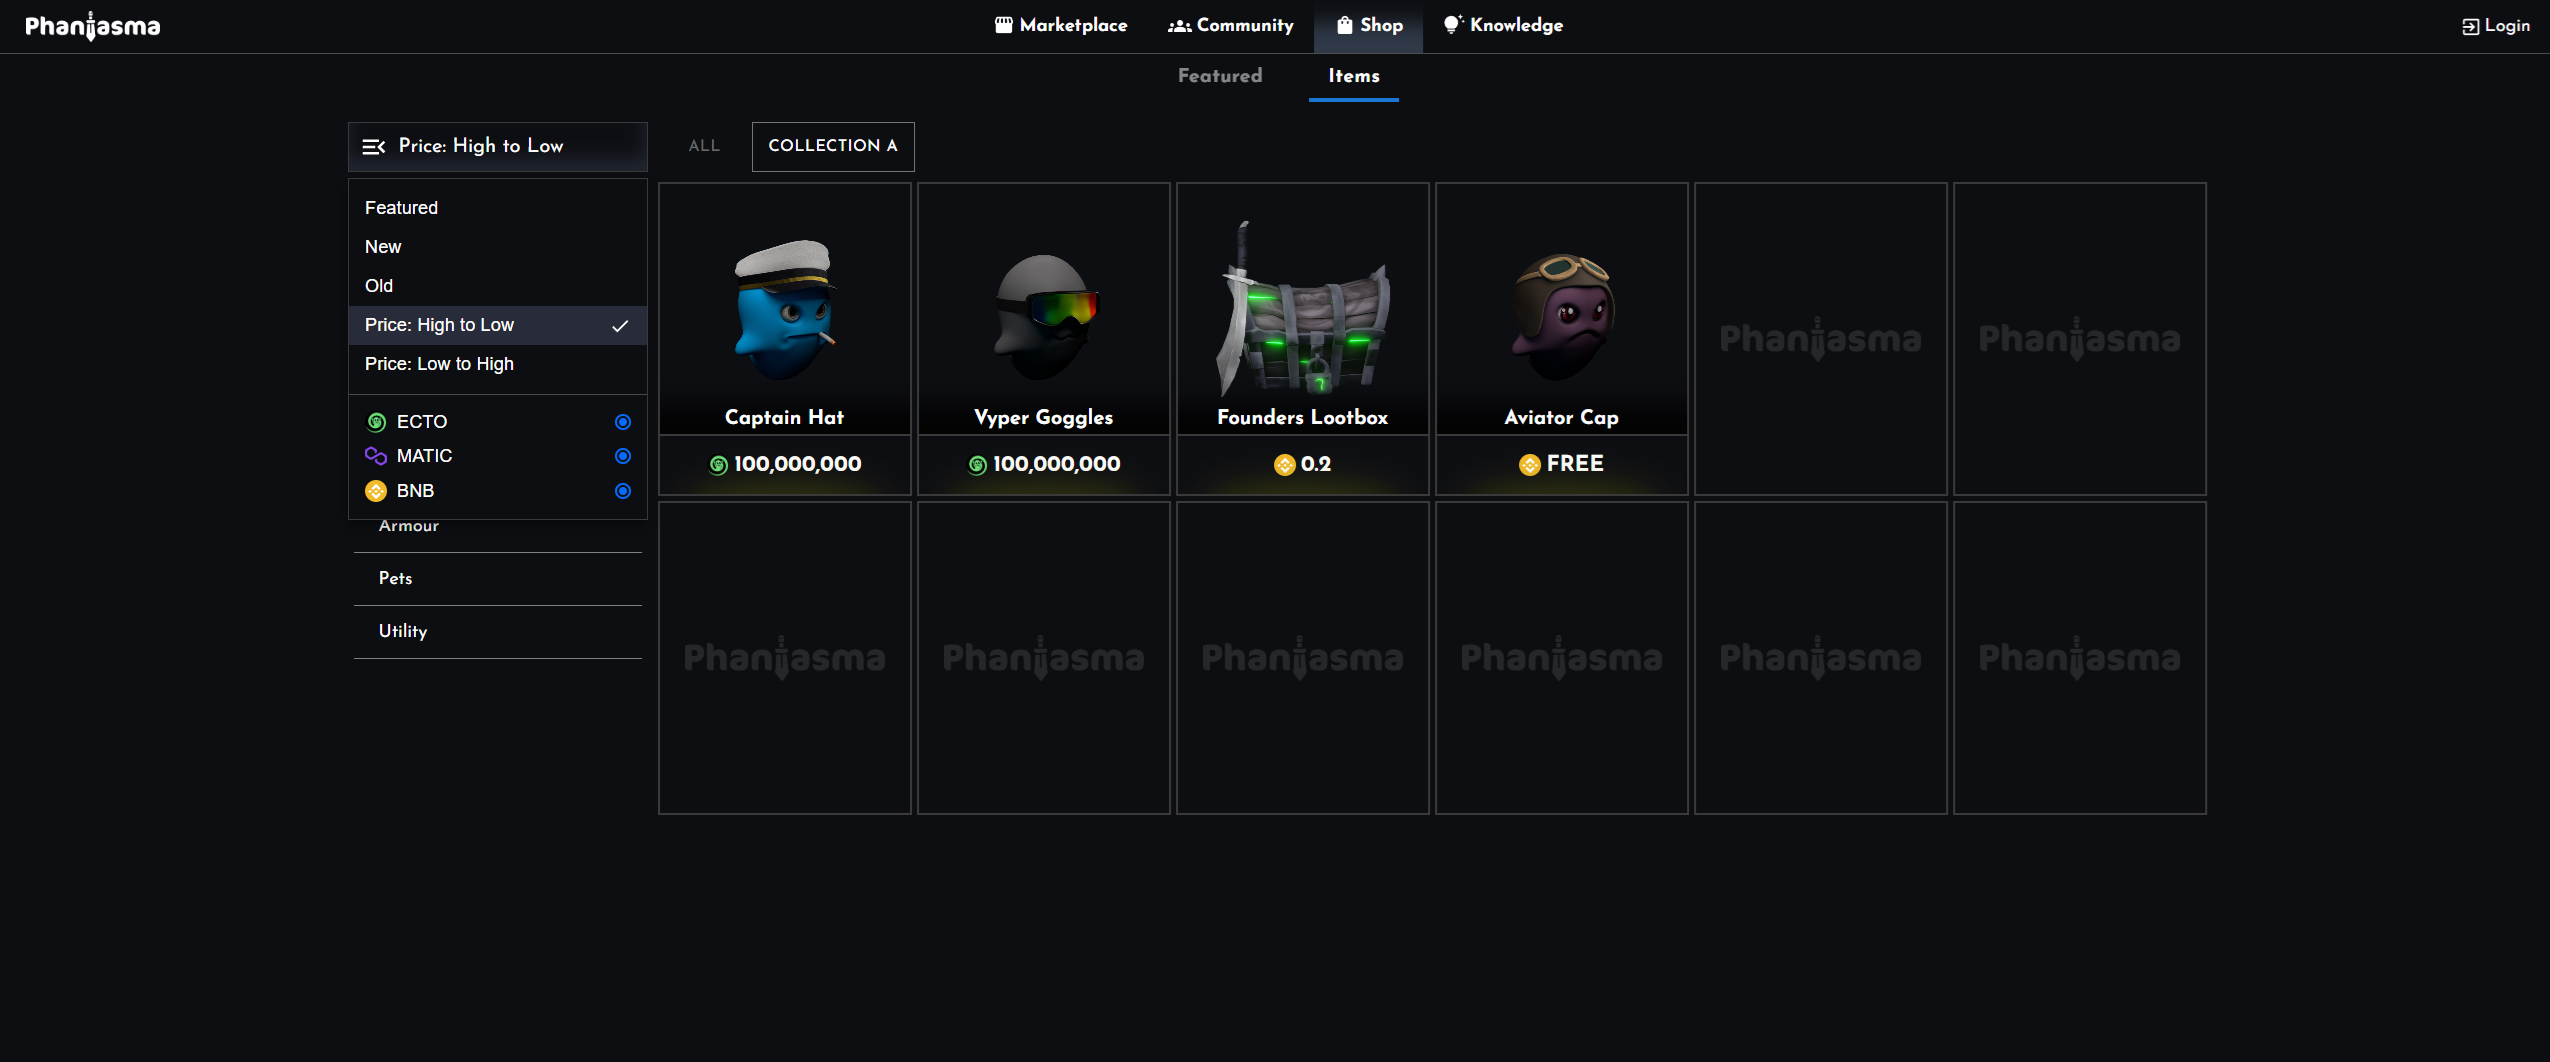 Phantasma
Marketplace
Community
Shop
Knowledge
Login
Featured
Items
Price: High to Low
ALL
COLLECTION A
Featured
New
Old
Price: High to Low
Price: Low to High
ECTO
MATIC
BNB
Armour
Pets
Utility
Captain Hat
100,000,000
Vyper Goggles
100,000,000
Founders Lootbox
0.2
Aviator Cap
FREE
Phantasma
Phantasma
Phantasma
Phantasma
Phantasma
Phantasma
Phantasma
Phantasma